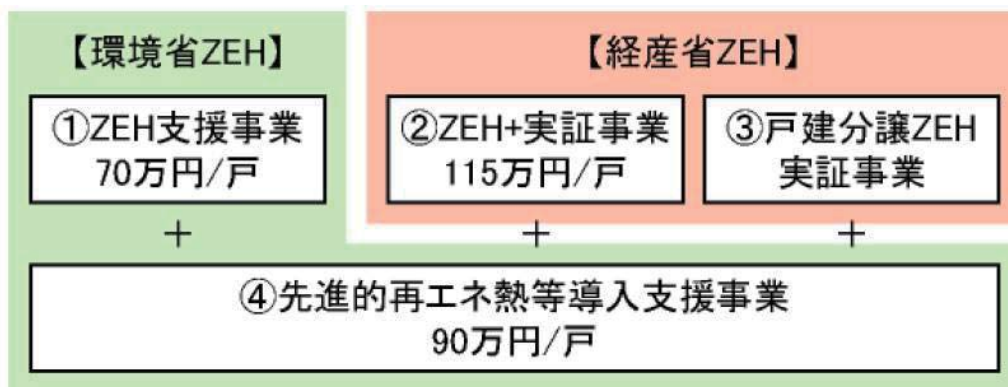 【環境省ZEH】
【経産省ZEH】
①ZEH支援事業
70万円/戸
②ZEH+実証事業
115万円/戸
③戸建分譲ZEH
実証事業
+
+
+
④先進的再エネ熱等導入支援事業
90万円/戸